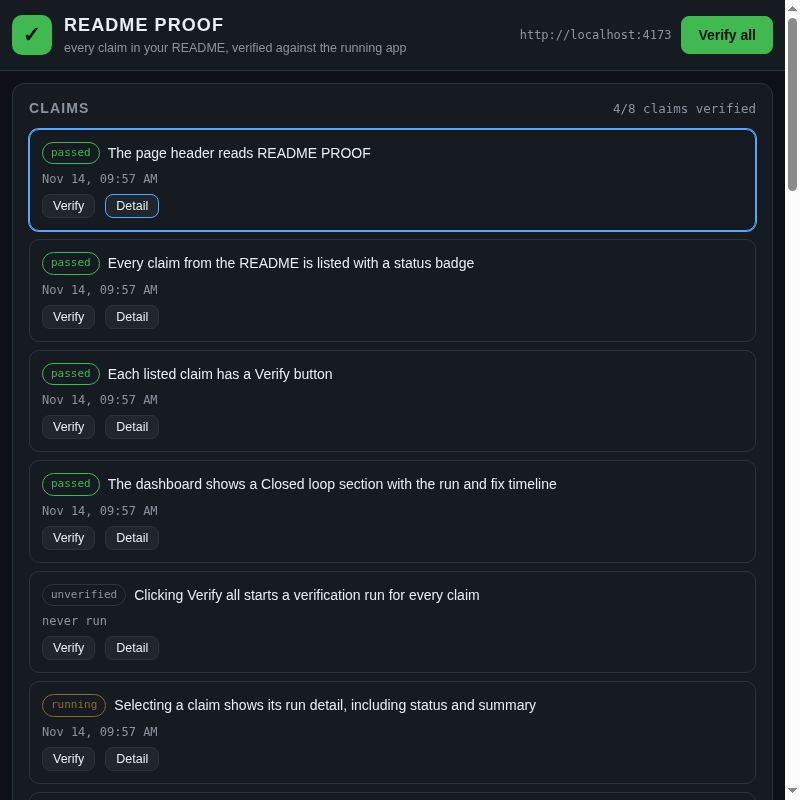 ✓
README PROOF
every claim in your README, verified against the running app
http://localhost:4173
Verify all
CLAIMS
4/8 claims verified
passed The page header reads README PROOF
Nov 14, 09:57 AM
Verify Detail
passed Every claim from the README is listed with a status badge
Nov 14, 09:57 AM
Verify Detail
passed Each listed claim has a Verify button
Nov 14, 09:57 AM
Verify Detail
passed The dashboard shows a Closed loop section with the run and fix timeline
Nov 14, 09:57 AM
Verify Detail
unverified Clicking Verify all starts a verification run for every claim
never run
Verify Detail
running Selecting a claim shows its run detail, including status and summary
Nov 14, 09:57 AM
Verify Detail